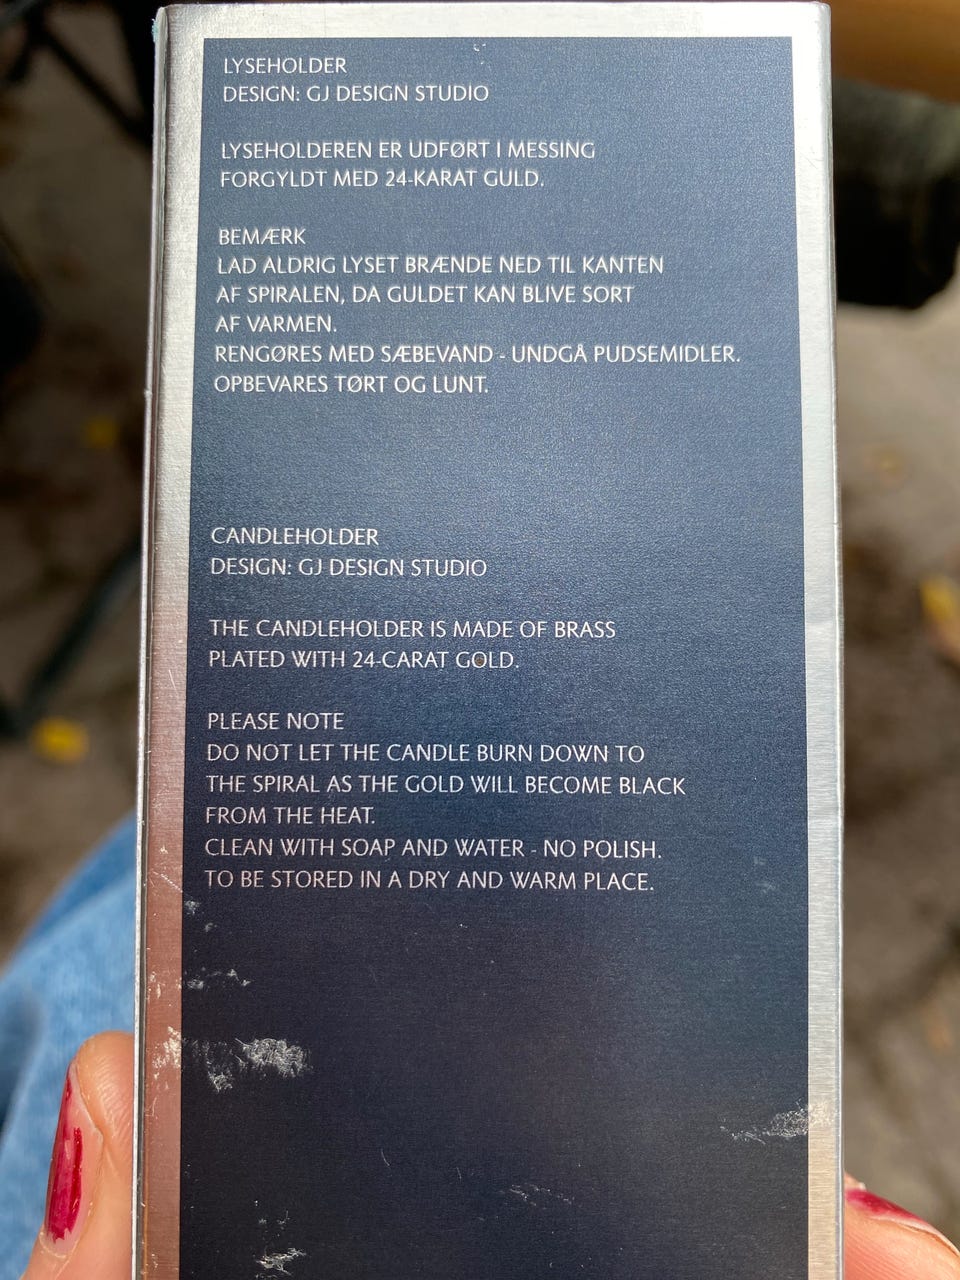 LYSEHOLDER
DESIGN: GJ DESIGN STUDIO
LYSEHOLDEREN ER UDFØRT I MESSING
FORGYLDT MED 24-KARAT GULD.
BEMÆRK
LAD ALDRIG LYSET BRÆNDE NED TIL KANTEN
AF SPIRALEN, DA GULDET KAN BLIVE SORT
AF VARMEN.
RENGØRES MED SÆBEVAND - UNDGÅ PUDSEMIDLER.
OPBEVARES TØRT OG LUNT.
CANDLEHOLDER
DESIGN: GJ DESIGN STUDIO
THE CANDLEHOLDER IS MADE OF BRASS
PLATED WITH 24-CARAT GOLD.
PLEASE NOTE
DO NOT LET THE CANDLE BURN DOWN TO
THE SPIRAL AS THE GOLD WILL BECOME BLACK
FROM THE HEAT.
CLEAN WITH SOAP AND WATER - NO POLISH.
TO BE STORED IN A DRY AND WARM PLACE.